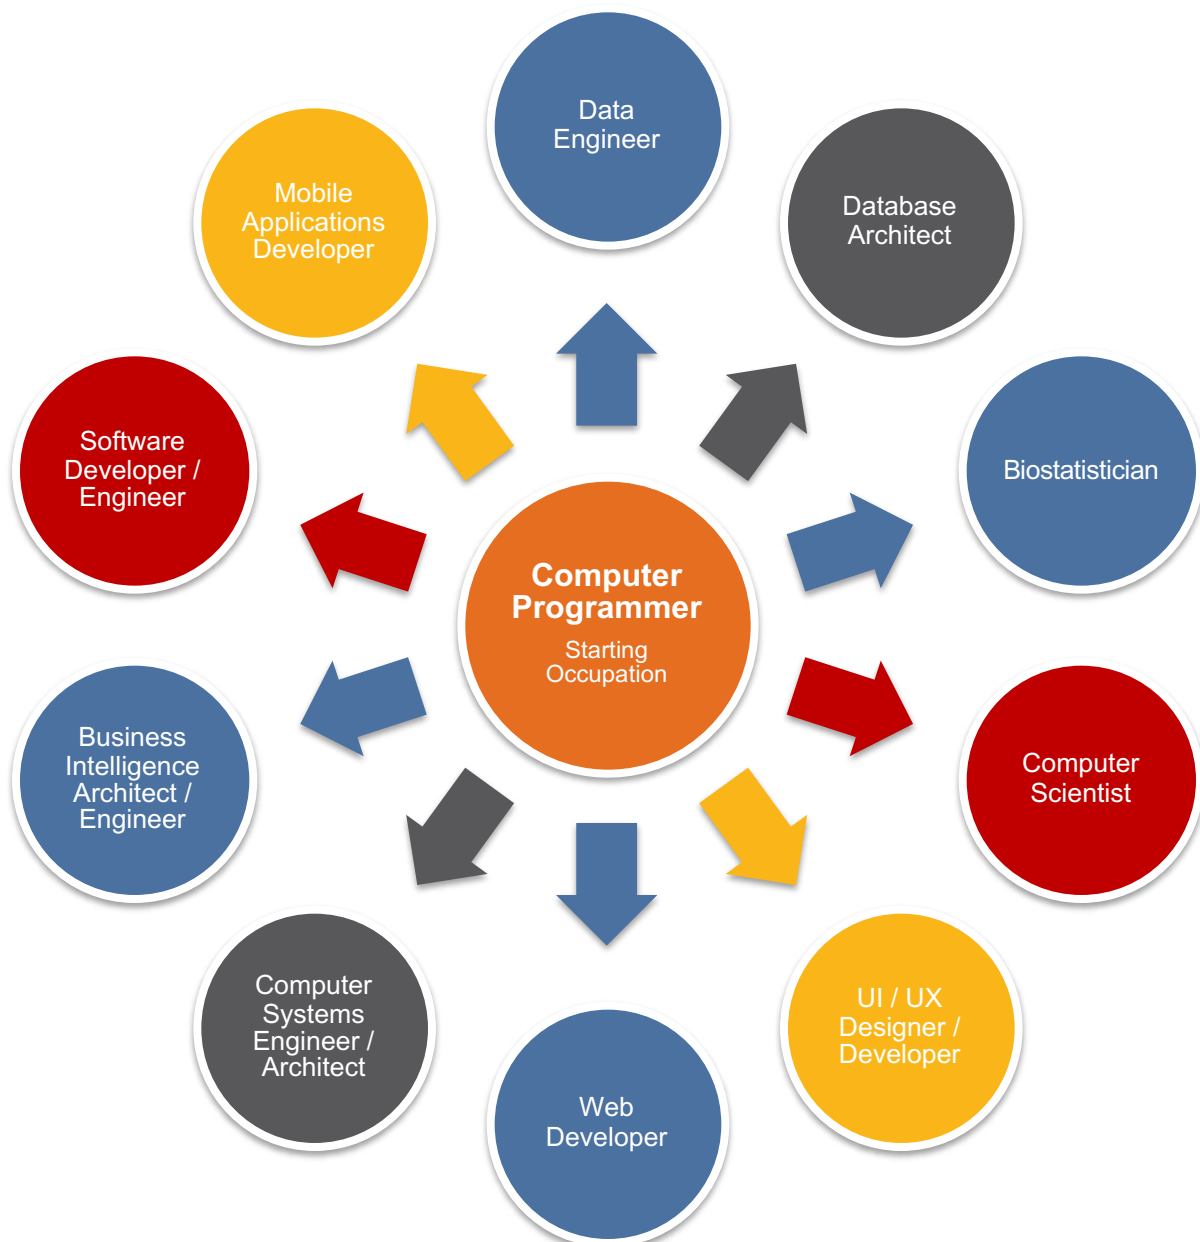 Data
Engineer
Mobile
Applications
Developer
Database
Architect
Software
Developer /
Engineer
Biostatistician
Computer
Programmer
Starting
Occupation
Business
Intelligence
Architect /
Engineer
Computer
Scientist
Computer
Systems
Engineer /
Architect
UI / UX
Designer /
Developer
Web
Developer